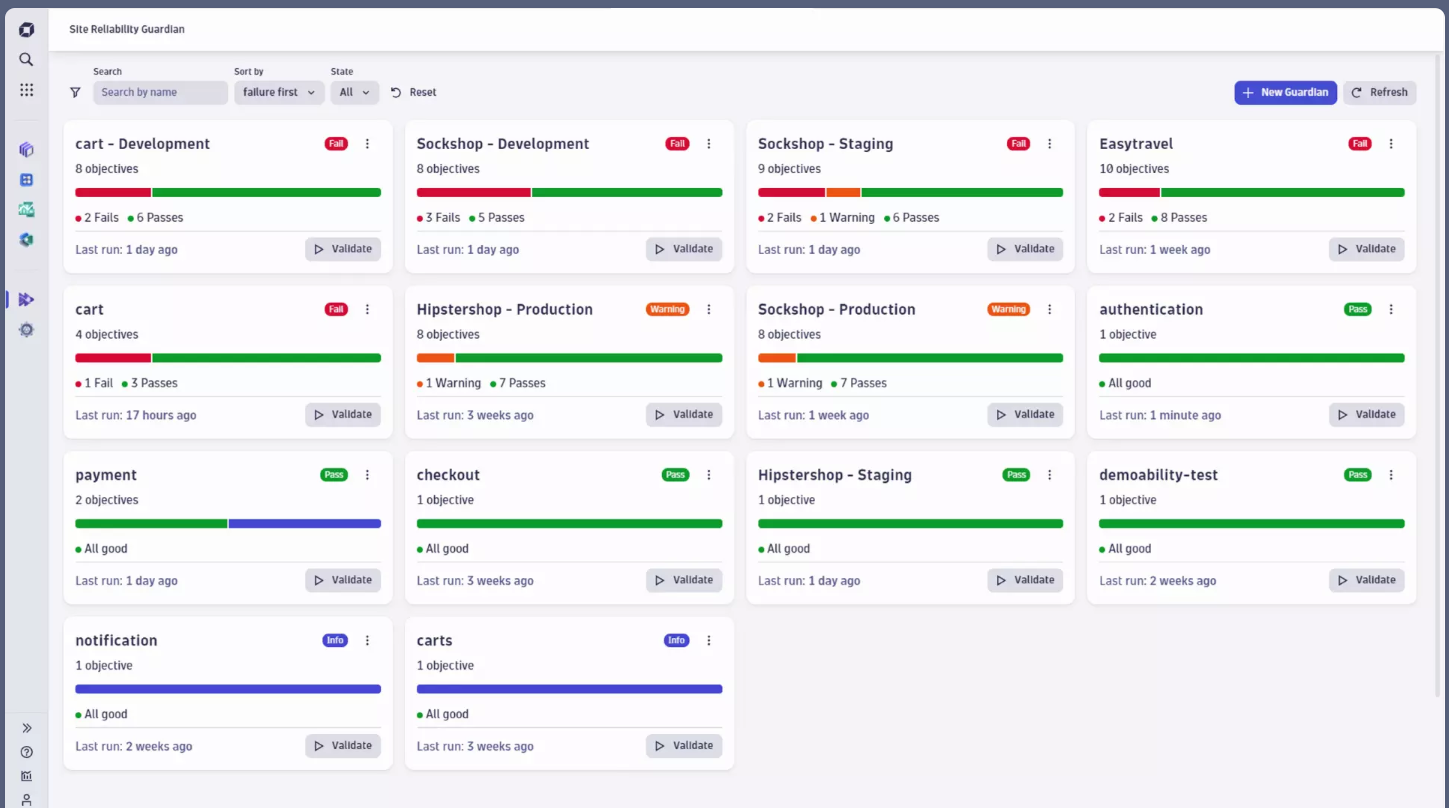 Site Reliability Guardian
Search
Sort by
State
Search by name
failure first
All
Reset
New Guardian
Refresh
cart - Development
Fail
8 objectives
2 Fails 6 Passes
Last run: 1 day ago
Validate
Sockshop - Development
Fail
8 objectives
3 Fails 5 Passes
Last run: 1 day ago
Validate
Sockshop - Staging
Fail
9 objectives
2 Fails 1 Warning 6 Passes
Last run: 1 day ago
Validate
Easytravel
Fail
10 objectives
2 Fails 8 Passes
Last run: 1 week ago
Validate
cart
Fail
4 objectives
1 Fail 3 Passes
Last run: 17 hours ago
Validate
Hipstershop - Production
Warning
8 objectives
1 Warning 7 Passes
Last run: 3 weeks ago
Validate
Sockshop - Production
Warning
8 objectives
1 Warning 7 Passes
Last run: 1 week ago
Validate
authentication
Pass
1 objective
All good
Last run: 1 minute ago
Validate
payment
Pass
2 objectives
All good
Last run: 1 day ago
Validate
checkout
Pass
1 objective
All good
Last run: 3 weeks ago
Validate
Hipstershop - Staging
Pass
1 objective
All good
Last run: 1 day ago
Validate
demoability-test
Pass
1 objective
All good
Last run: 2 weeks ago
Validate
notification
Info
1 objective
All good
Last run: 2 weeks ago
Validate
carts
Info
1 objective
All good
Last run: 3 weeks ago
Validate